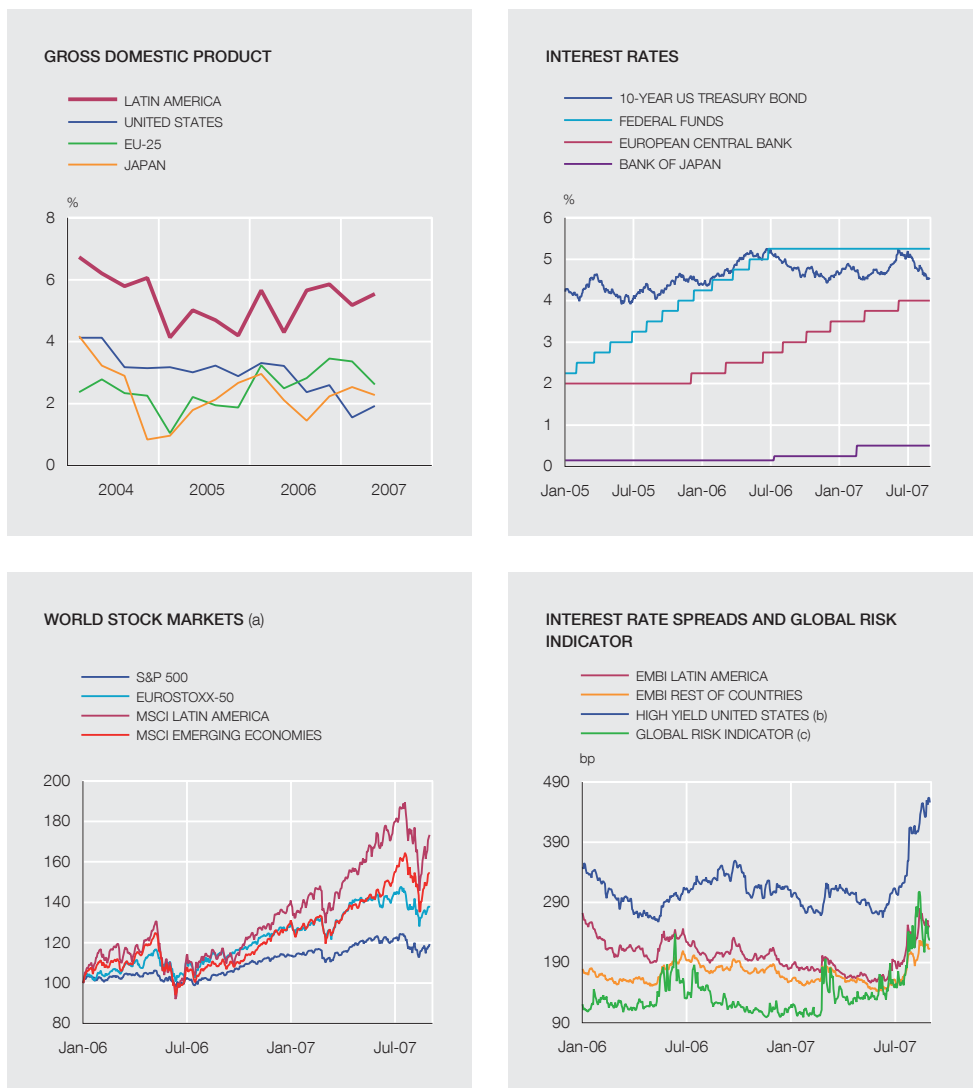 GROSS DOMESTIC PRODUCT
LATIN AMERICA
UNITED STATES
EU-25
JAPAN
%
8
6
4
2
0
2004 2005 2006 2007
INTEREST RATES
10-YEAR US TREASURY BOND
FEDERAL FUNDS
EUROPEAN CENTRAL BANK
BANK OF JAPAN
%
6
5
4
3
2
1
0
Jan-05 Jul-05 Jan-06 Jul-06 Jan-07 Jul-07
WORLD STOCK MARKETS (a)
S&P 500
EUROSTOXX-50
MSCI LATIN AMERICA
MSCI EMERGING ECONOMIES
200
180
160
140
120
100
80
Jan-06 Jul-06 Jan-07 Jul-07
INTEREST RATE SPREADS AND GLOBAL RISK
INDICATOR
EMBI LATIN AMERICA
EMBI REST OF COUNTRIES
HIGH YIELD UNITED STATES (b)
GLOBAL RISK INDICATOR (c)
bp
490
390
290
190
90
Jan-06 Jul-06 Jan-07 Jul-07